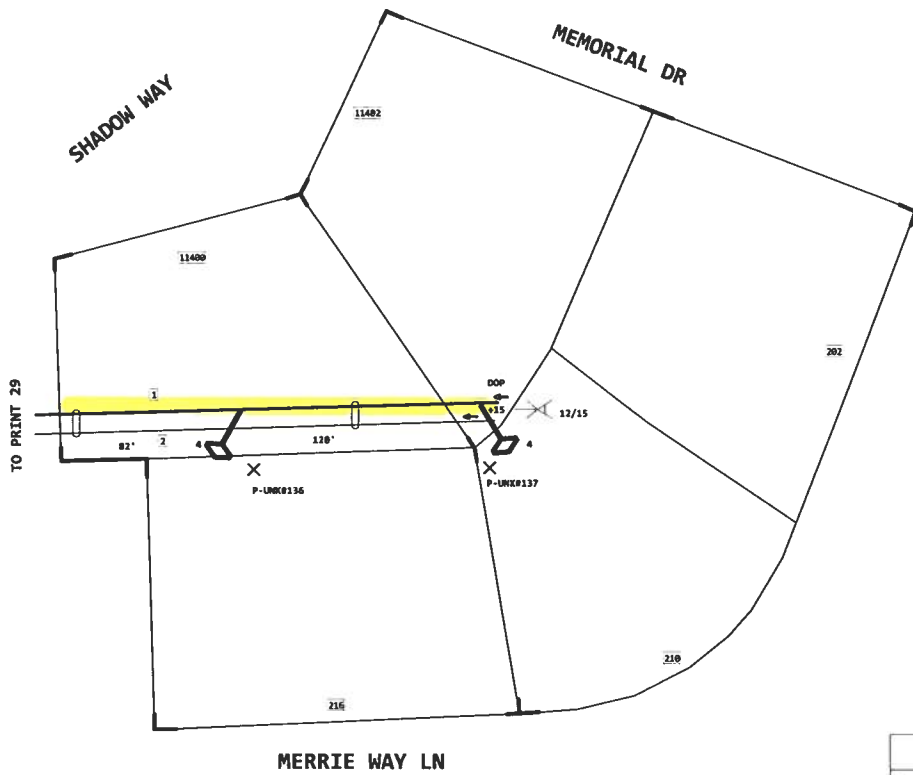 MEMORIAL DR
SHADOW WAY
11402
11400
202
TO PRINT 29
1
DOP
+15
12/15
82'
2
4
120'
4
P-UNK#136
P-UNK#137
210
216
MERRIE WAY LN